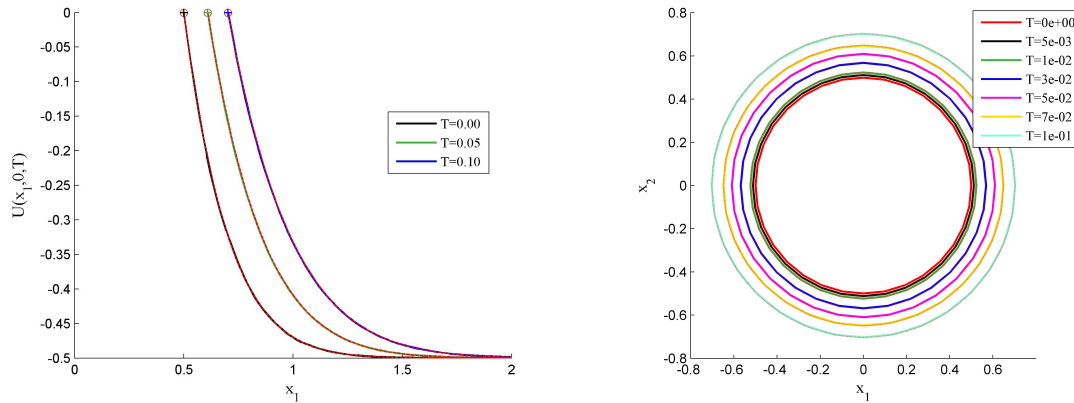 0
-0.05
-0.1
-0.15
-0.2
-0.25
-0.3
-0.35
-0.4
-0.45
-0.5
U(x₁,0,T)
0
0.5
1
1.5
2
x₁
T=0.00
T=0.05
T=0.10
0.8
0.6
0.4
0.2
0
-0.2
-0.4
-0.6
-0.8
x₂
-0.8
-0.6
-0.4
-0.2
0
0.2
0.4
0.6
x₁
T=0e+00
T=5e-03
T=1e-02
T=3e-02
T=5e-02
T=7e-02
T=1e-01